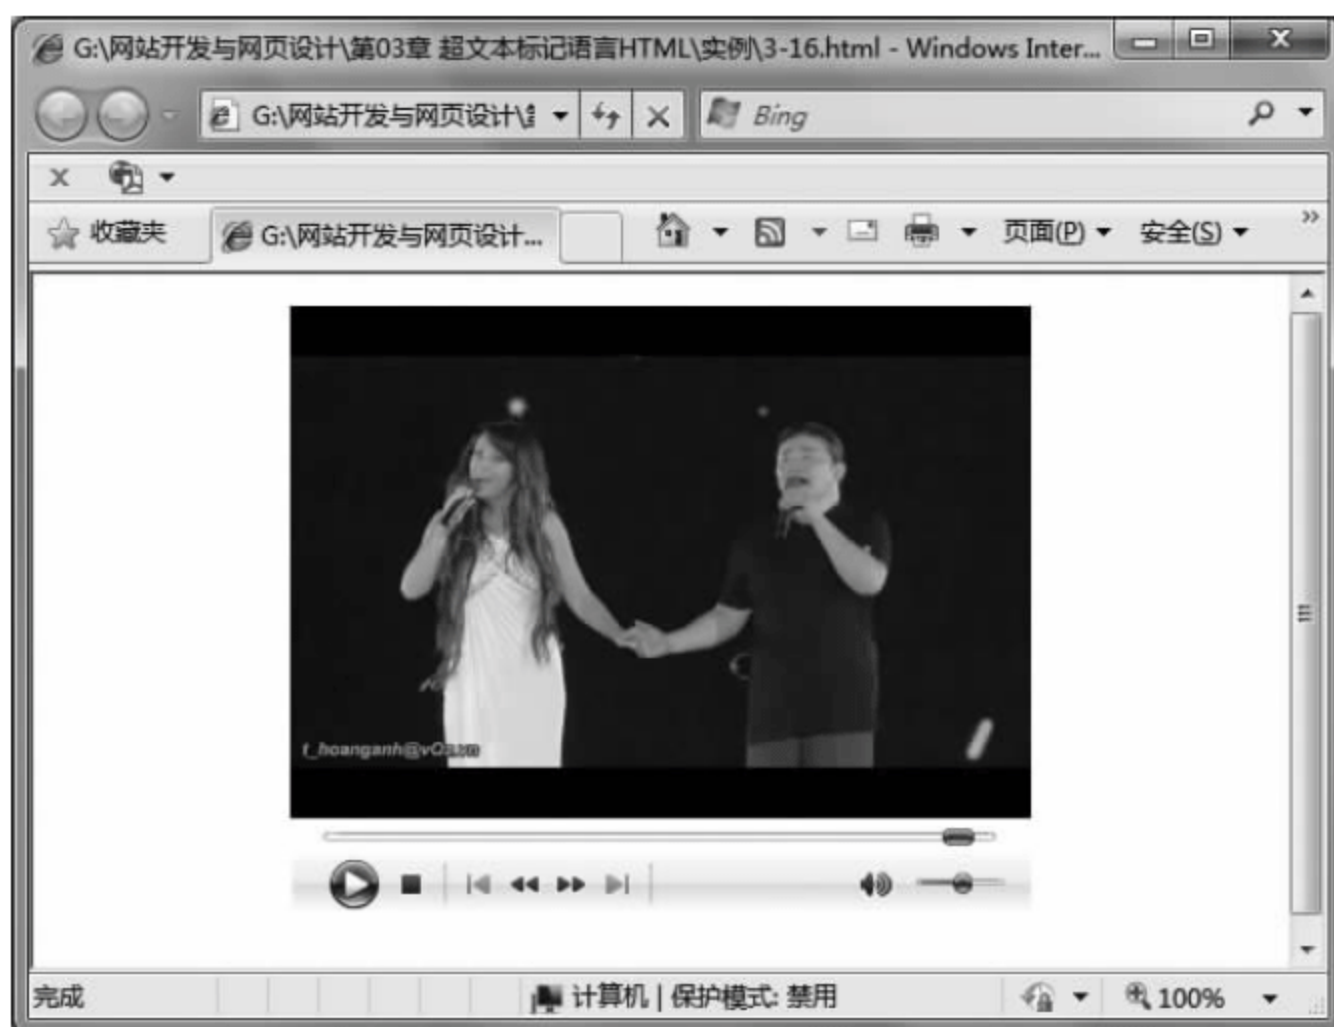 G:\网站开发与网页设计\第03章 超文本标记语言HTML\实例\3-16.html - Windows Inter...
G:\网站开发与网页设计\
Bing
收藏夹
G:\网站开发与网页设计...
页面(P)
安全(S)
完成
计算机 | 保护模式: 禁用
100%